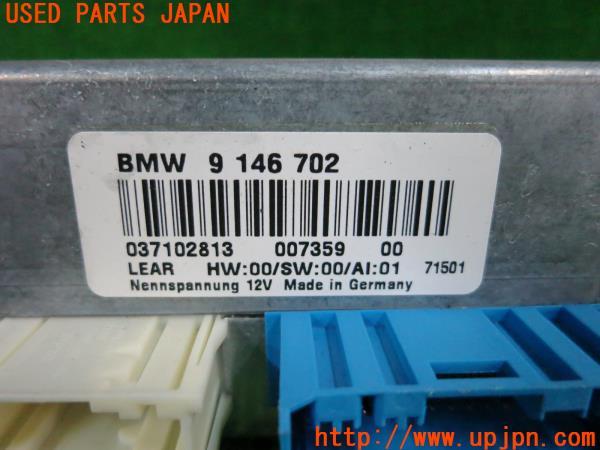 USED PARTS JAPAN
BMW 9 146 702
037102813 007359 00
LEAR HW:00/SW:00/AI:01 71501
Nennspannung 12V Made in Germany
http://www.upjpn.com